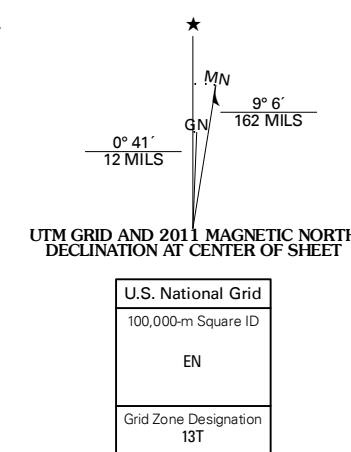 MN
GN
9° 6´
162 MILS
0° 41´
12 MILS
UTM GRID AND 2011 MAGNETIC NORTH
DECLINATION AT CENTER OF SHEET
U.S. National Grid
100,000-m Square ID
EN
Grid Zone Designation
13T